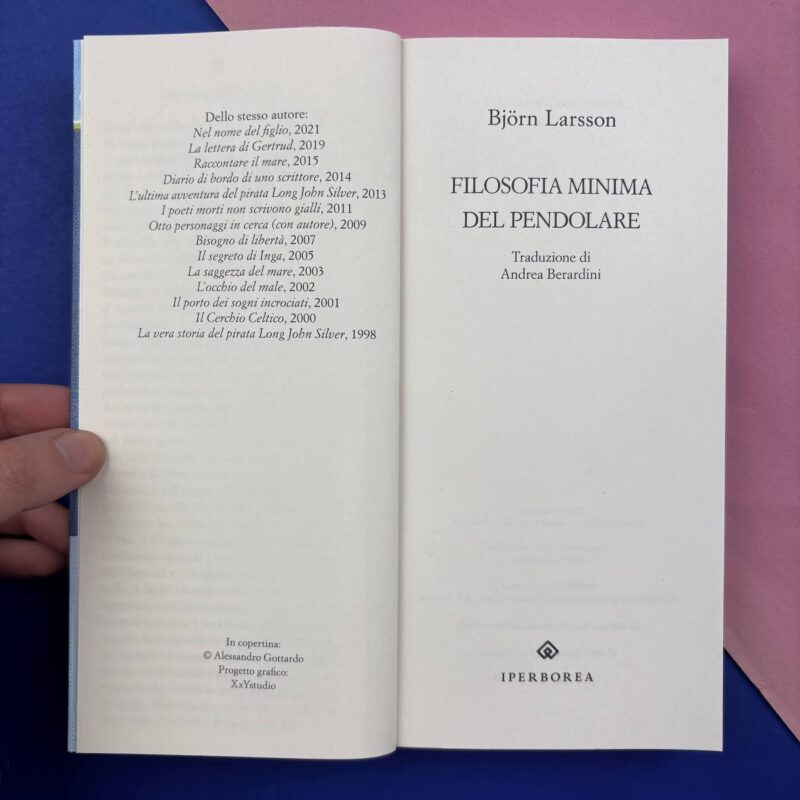 Dello stesso autore:
Nel nome del figlio, 2021
La lettera di Gertrud, 2019
Raccontare il mare, 2015
Diario di bordo di uno scrittore, 2014
L'ultima avventura del pirata Long John Silver, 2013
I poeti morti non scrivono gialli, 2011
Otto personaggi in cerca (con autore), 2009
Bisogno di libertà, 2007
Il segreto di Inga, 2005
La saggezza del mare, 2003
L'occhio del male, 2002
Il porto dei sogni incrociati, 2001
Il Cerchio Celtico, 2000
La vera storia del pirata Long John Silver, 1998
In copertina:
© Alessandro Gottardo
Progetto grafico:
XxYstudio
Björn Larsson
FILOSOFIA MINIMA
DEL PENDOLARE
Traduzione di
Andrea Berardini
IPERBOREA